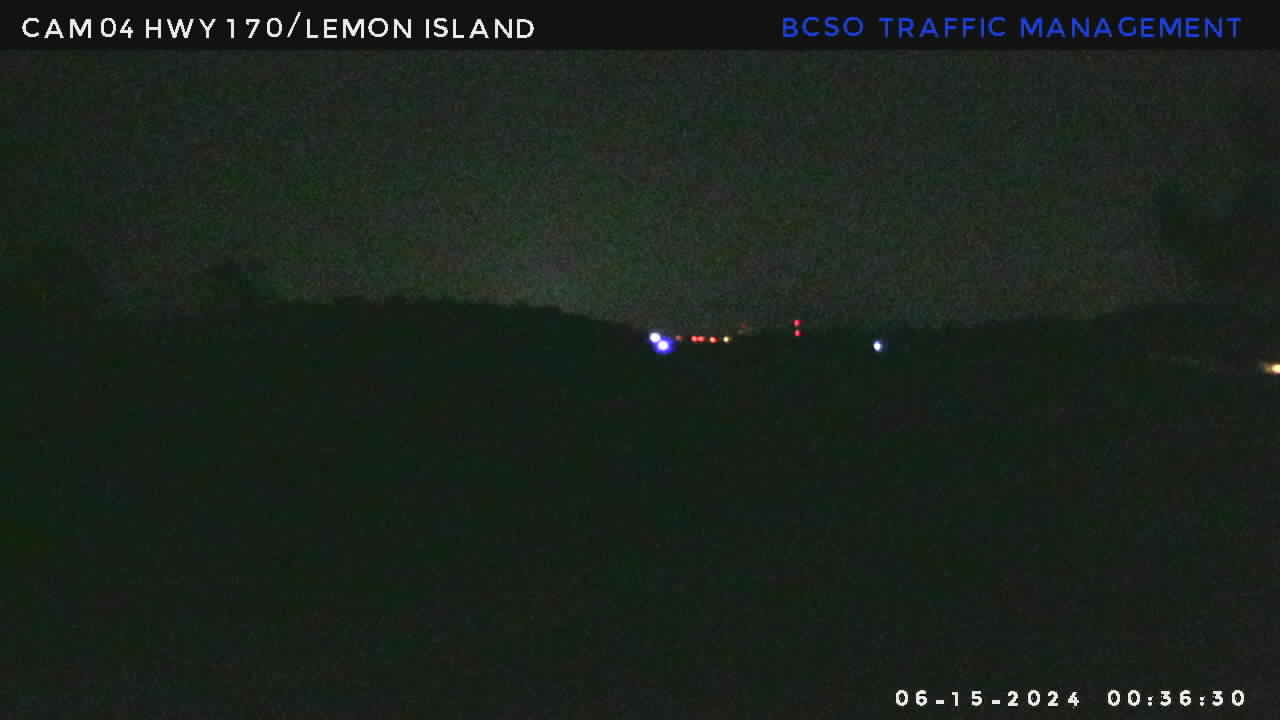 CAM04 HWY 170/LEMON ISLAND
BCSO TRAFFIC MANAGEMENT
06-15-2024 00:36:30